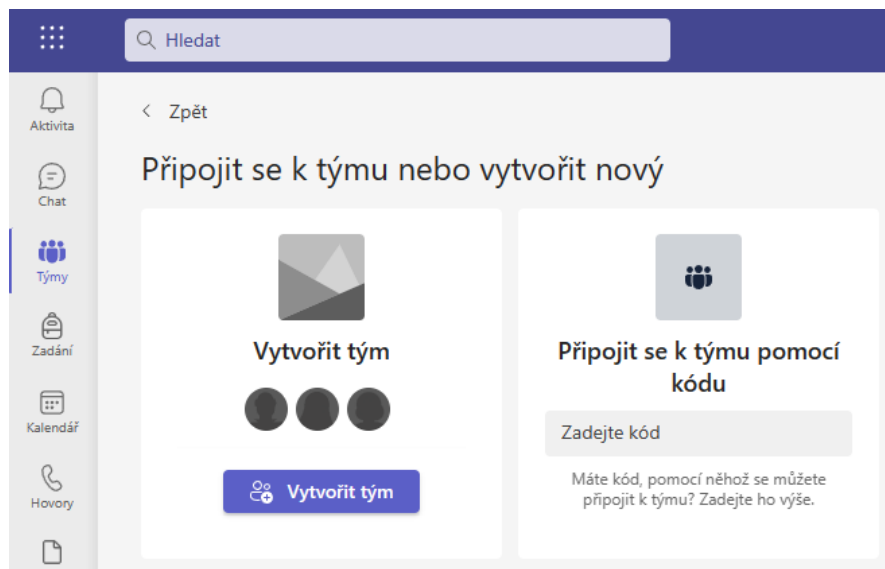 Hledat
Aktivita
Chat
Týmy
Zadání
Kalendář
Hovory
Zpět
Připojit se k týmu nebo vytvořit nový
Vytvořit tým
Vytvořit tým
Připojit se k týmu pomocí
kódu
Zadejte kód
Máte kód, pomocí něhož se můžete
připojit k týmu? Zadejte ho výše.